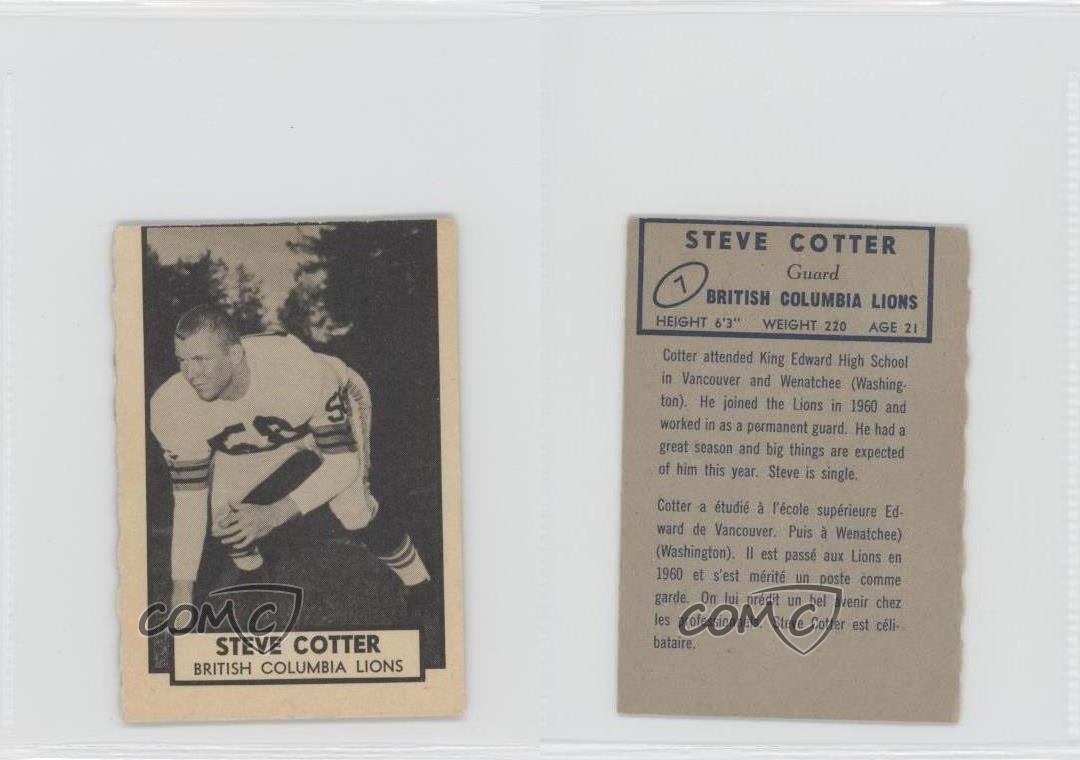 58
COMC
STEVE COTTER
BRITISH COLUMBIA LIONS
STEVE COTTER
Guard
7
BRITISH COLUMBIA LIONS
HEIGHT 6'3" WEIGHT 220 AGE 21
Cotter attended King Edward High School
in Vancouver and Wenatchee (Washing-
ton). He joined the Lions in 1960 and
worked in as a permanent guard. He had a
great season and big things are expected
of him this year. Steve is single.
Cotter a étudié à l'école supérieure Ed-
ward de Vancouver. Puis à Wenatchee)
(Washington). Il est passé aux Lions en
1960 et s'est mérité un poste comme
garde. On lui prédit un bel avenir chez
les professionnels. Steve Cotter est céli-
bataire.
COMC